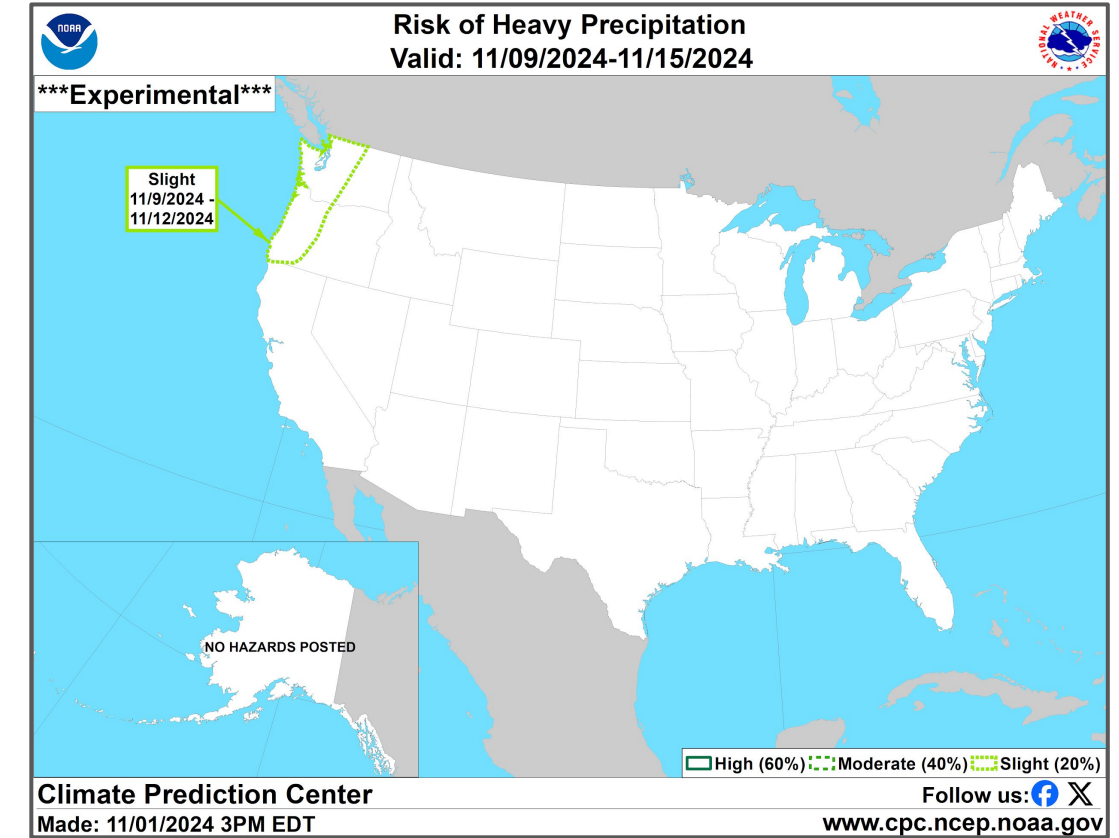 NOAA
Risk of Heavy Precipitation
Valid: 11/09/2024-11/15/2024
NATIONAL WEATHER SERVICE
***Experimental***
Slight
11/9/2024 -
11/12/2024
NO HAZARDS POSTED
High (60%) Moderate (40%) Slight (20%)
Climate Prediction Center
Follow us:
Made: 11/01/2024 3PM EDT
www.cpc.ncep.noaa.gov